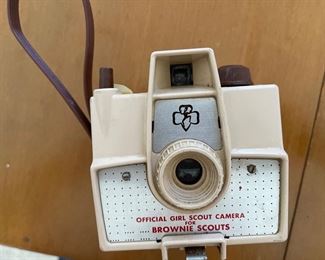 OFFICIAL GIRL SCOUT CAMERA
FOR
BROWNIE SCOUTS